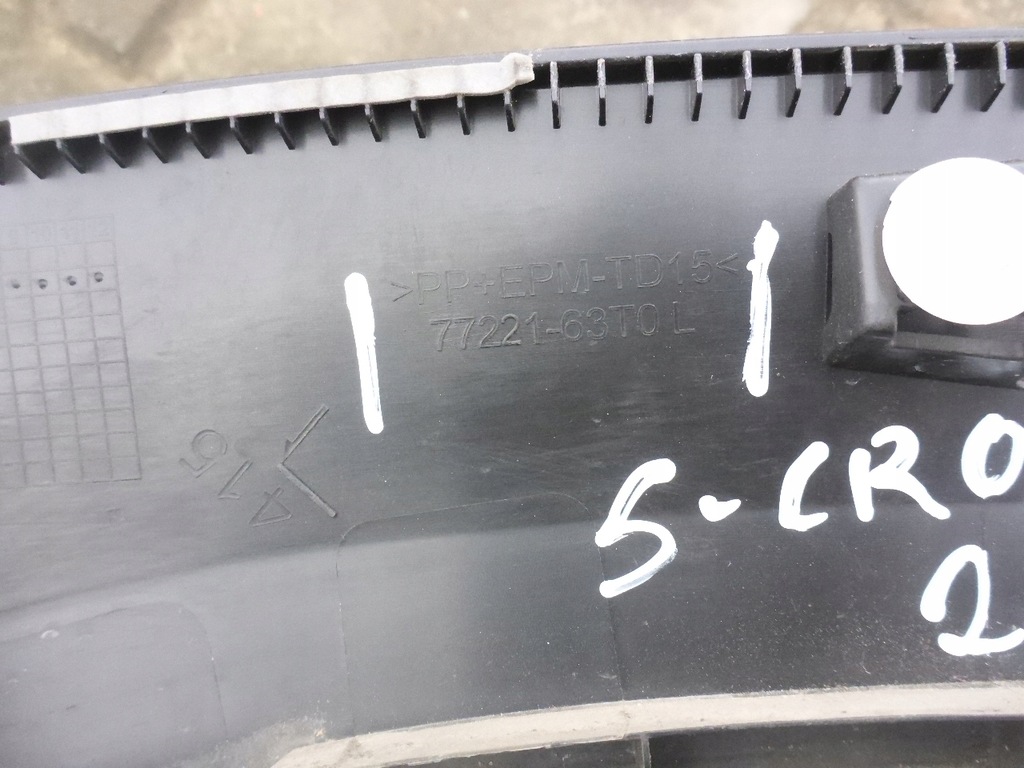 >PP+EPM-TD15<
77221-63T0 L
S-CRO
2